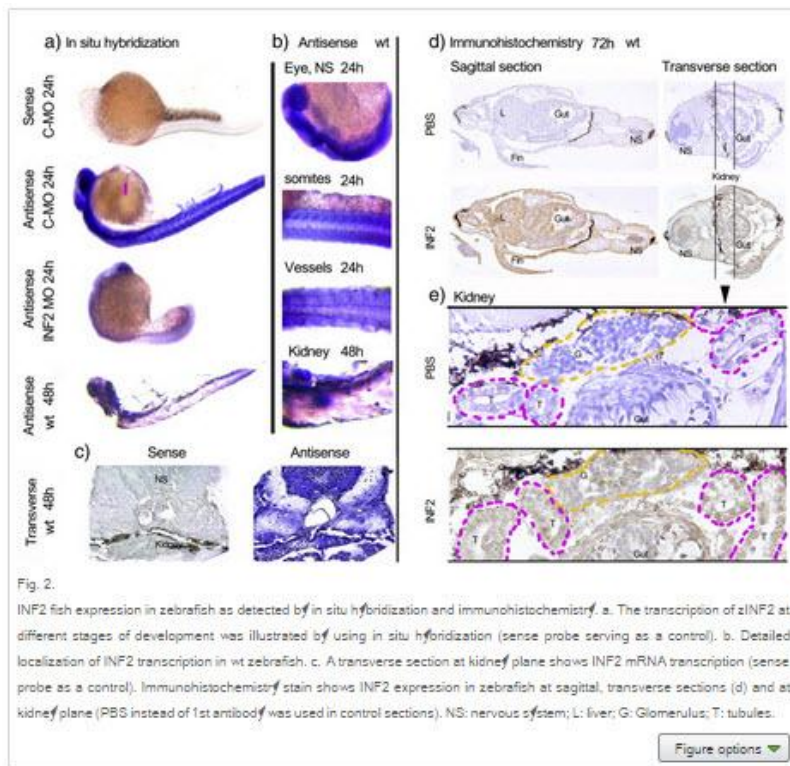 a) In situ hybridization
Sense
C-MO 24h
Antisense
C-MO 24h
Antisense
INF2 MO 24h
Antisense
wt 48h
b) Antisense wt
Eye, NS 24h
somites 24h
Vessels 24h
Kidney 48h
c) Sense Antisense
Transverse
wt 48h
NS
Kidney
d) Immunohistochemistry 72h wt
Sagittal section Transverse section
PBS
L
Gut
NS
Fin
NS
Gut
Kidney
INF2
L
Gut
NS
Fin
NS
Gut
e) Kidney
PBS
G
T
T
T
T
Gut
INF2
G
T
T
T
T
Gut
Fig. 2.
INF2 fish expression in zebrafish as detected by in situ hybridization and immunohistochemistry. a. The transcription of zINF2 at
different stages of development was illustrated by using in situ hybridization (sense probe serving as a control). b. Detailed
localization of INF2 transcription in wt zebrafish. c. A transverse section at kidney plane shows INF2 mRNA transcription (sense
probe as a control). Immunohistochemistry stain shows INF2 expression in zebrafish at sagittal, transverse sections (d) and at
kidney plane (PBS instead of 1st antibody was used in control sections). NS: nervous system; L: liver; G: Glomerulus; T: tubules.
Figure options